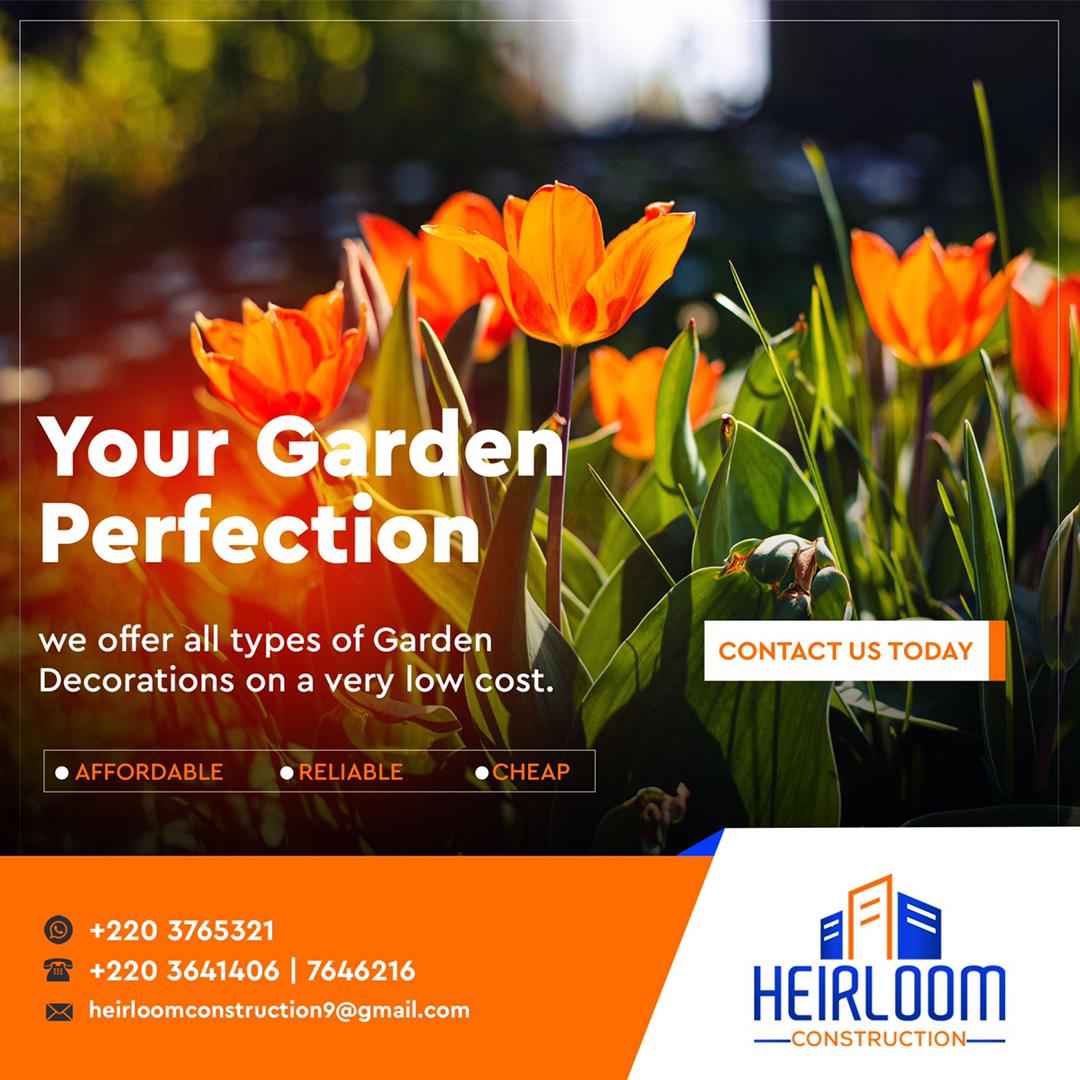 Your Garden
Perfection
we offer all types of Garden
Decorations on a very low cost.
CONTACT US TODAY
AFFORDABLE RELIABLE CHEAP
+220 3765321
+220 3641406 | 7646216
heirloomconstruction9@gmail.com
HEIRLOOM
CONSTRUCTION